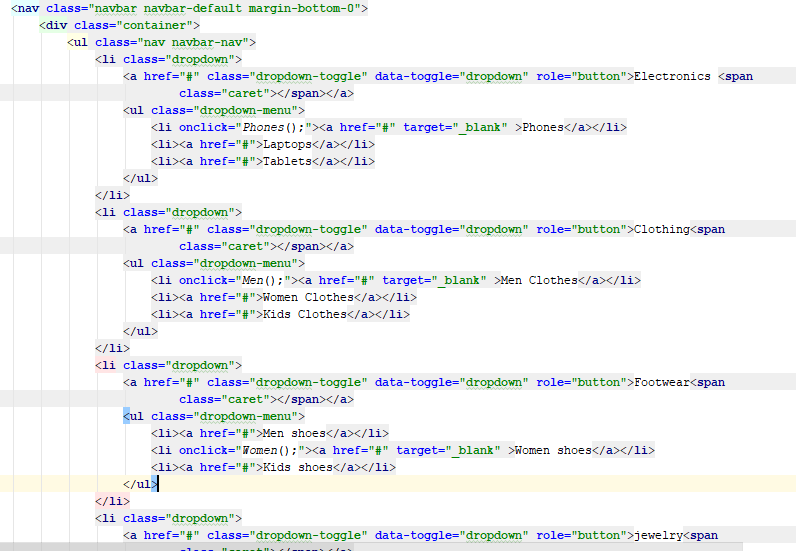 <nav class="navbar navbar-default margin-bottom-0">
<div class="container">
<ul class="nav navbar-nav">
<li class="dropdown">
<a href="#" class="dropdown-toggle" data-toggle="dropdown" role="button">Electronics <span
class="caret"></span></a>
<ul class="dropdown-menu">
<li onclick="Phones();"><a href="#" target="_blank" >Phones</a></li>
<li><a href="#">Laptops</a></li>
<li><a href="#">Tablets</a></li>
</ul>
</li>
<li class="dropdown">
<a href="#" class="dropdown-toggle" data-toggle="dropdown" role="button">Clothing<span
class="caret"></span></a>
<ul class="dropdown-menu">
<li onclick="Men();"><a href="#" target="_blank" >Men Clothes</a></li>
<li><a href="#">Women Clothes</a></li>
<li><a href="#">Kids Clothes</a></li>
</ul>
</li>
<li class="dropdown">
<a href="#" class="dropdown-toggle" data-toggle="dropdown" role="button">Footwear<span
class="caret"></span></a>
<ul class="dropdown-menu">
<li><a href="#">Men shoes</a></li>
<li onclick="Women();"><a href="#" target="_blank" >Women shoes</a></li>
<li><a href="#">Kids shoes</a></li>
</ul>
</li>
<li class="dropdown">
<a href="#" class="dropdown-toggle" data-toggle="dropdown" role="button">jewelry<span
class="caret"></span></a>